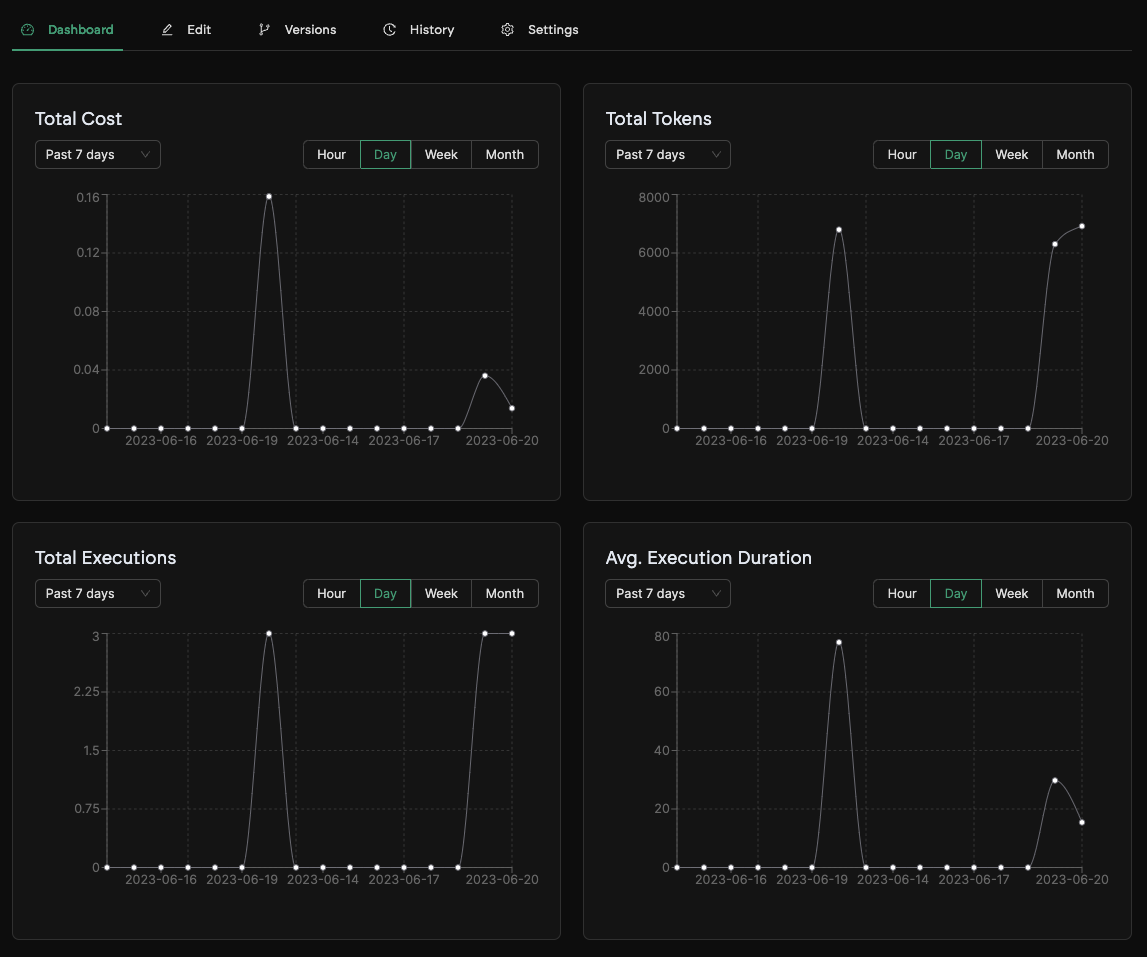 Dashboard Edit Versions History Settings
Total Cost
Past 7 days Hour Day Week Month
0.16
0.12
0.08
0.04
0
2023-06-16 2023-06-19 2023-06-14 2023-06-17 2023-06-20
Total Tokens
Past 7 days Hour Day Week Month
8000
6000
4000
2000
0
2023-06-16 2023-06-19 2023-06-14 2023-06-17 2023-06-20
Total Executions
Past 7 days Hour Day Week Month
3
2.25
1.5
0.75
0
2023-06-16 2023-06-19 2023-06-14 2023-06-17 2023-06-20
Avg. Execution Duration
Past 7 days Hour Day Week Month
80
60
40
20
0
2023-06-16 2023-06-19 2023-06-14 2023-06-17 2023-06-20